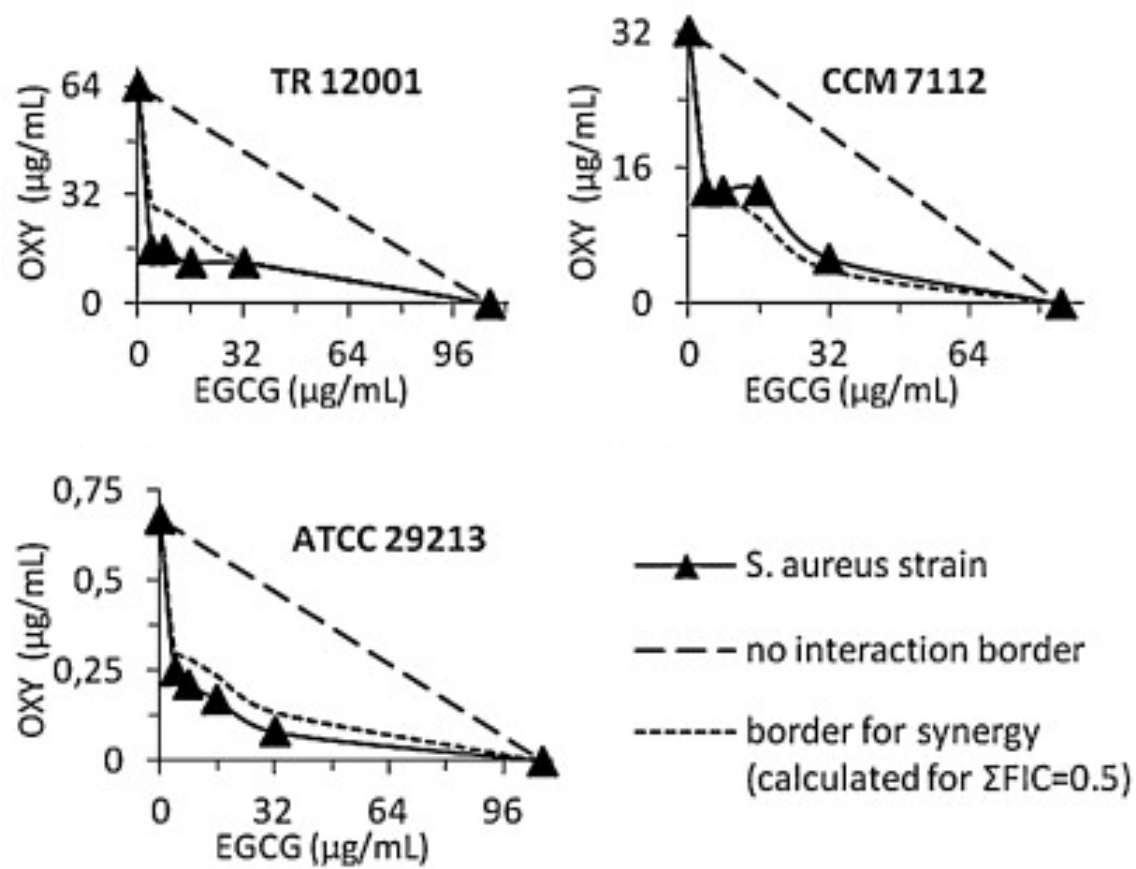 TR 12001
OXY (µg/mL)
64
32
0
0 32 64 96
EGCG (µg/mL)
CCM 7112
OXY (µg/mL)
32
16
0
0 32 64
EGCG (µg/mL)
ATCC 29213
OXY (µg/mL)
0,75
0,5
0,25
0
0 32 64 96
EGCG (µg/mL)
S. aureus strain
no interaction border
border for synergy
(calculated for ΣFIC=0.5)